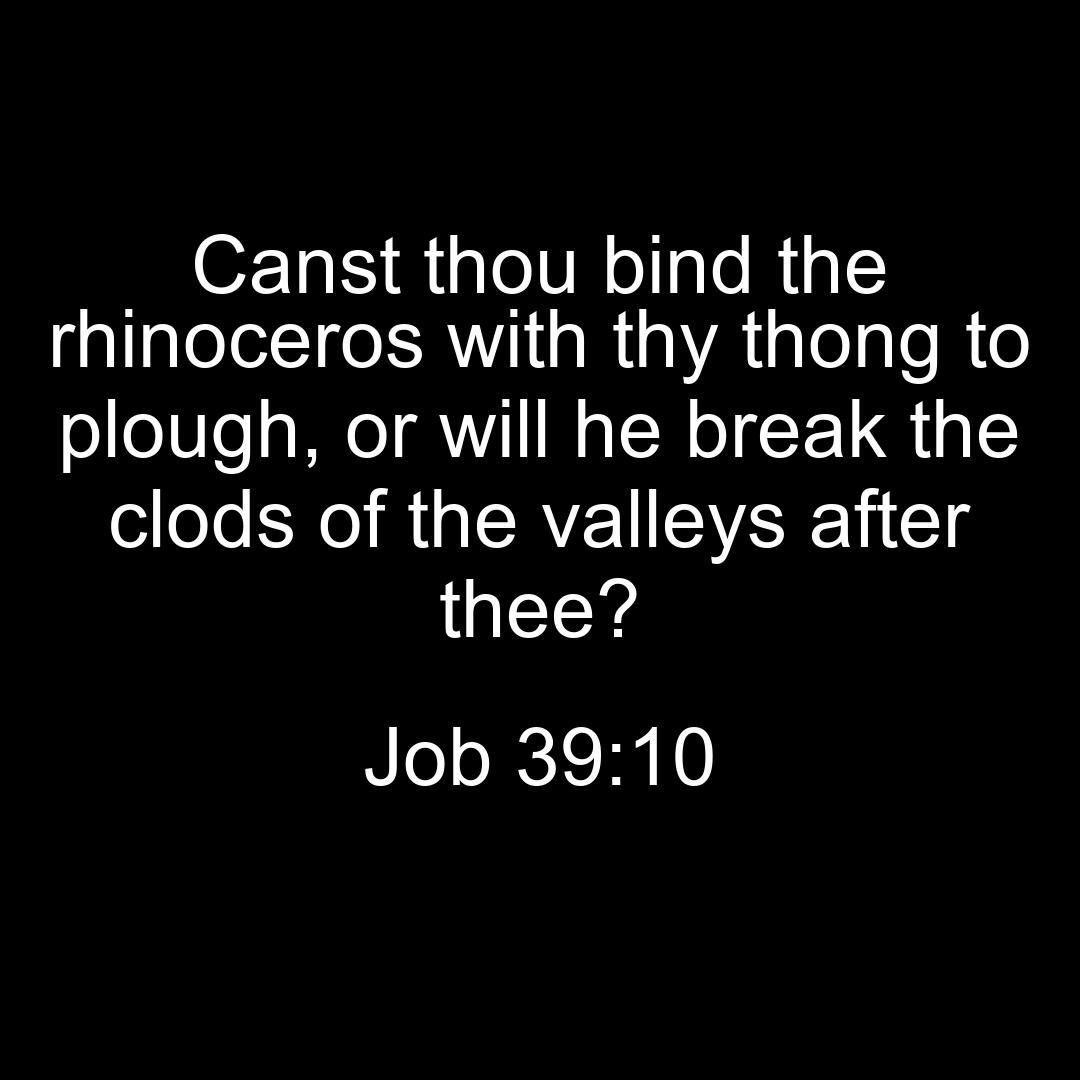 Canst thou bind the
rhinoceros with thy thong to
plough, or will he break the
clods of the valleys after
thee?
Job 39:10